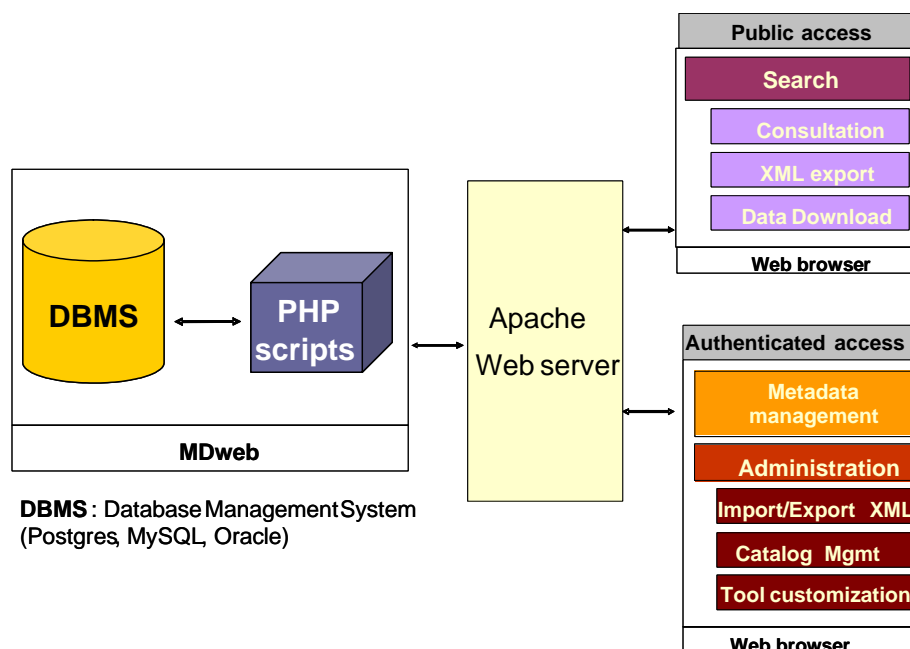 Public access
Search
Consultation
XML export
Data Download
Web browser
DBMS
PHP
scripts
MDweb
Apache
Web server
Authenticated access
Metadata
management
Administration
Import/Export XML
Catalog Mgmt
Tool customization
Web browser
DBMS : Database Management System
(Postgres, MySQL, Oracle)